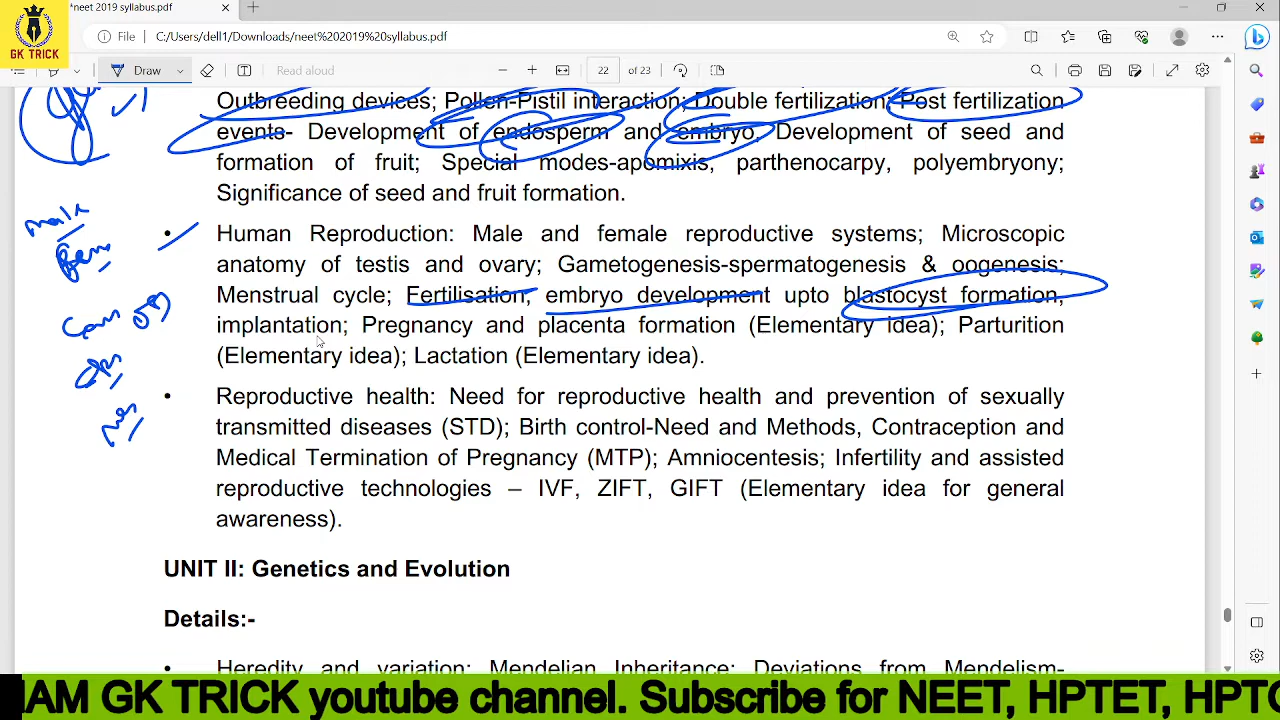 *neet 2019 syllabus.pdf
GK TRICK
File C:/Users/dell1/Downloads/neet%202019%20syllabus.pdf
Draw Read aloud 22 of 23
Outbreeding devices; Pollen-Pistil interaction; Double fertilization; Post fertilization
events- Development of endosperm and embryo, Development of seed and
formation of fruit; Special modes-apomixis, parthenocarpy, polyembryony;
Significance of seed and fruit formation.
male
fem
• Human Reproduction: Male and female reproductive systems; Microscopic
anatomy of testis and ovary; Gametogenesis-spermatogenesis & oogenesis;
Menstrual cycle; Fertilisation, embryo development upto blastocyst formation,
implantation; Pregnancy and placenta formation (Elementary idea); Parturition
(Elementary idea); Lactation (Elementary idea).
• Reproductive health: Need for reproductive health and prevention of sexually
transmitted diseases (STD); Birth control-Need and Methods, Contraception and
Medical Termination of Pregnancy (MTP); Amniocentesis; Infertility and assisted
reproductive technologies – IVF, ZIFT, GIFT (Elementary idea for general
awareness).
UNIT II: Genetics and Evolution
Details:-
• Heredity and variation: Mendelian Inheritance; Deviations from Mendelism-
AM GK TRICK youtube channel. Subscribe for NEET, HPTET, HPTC